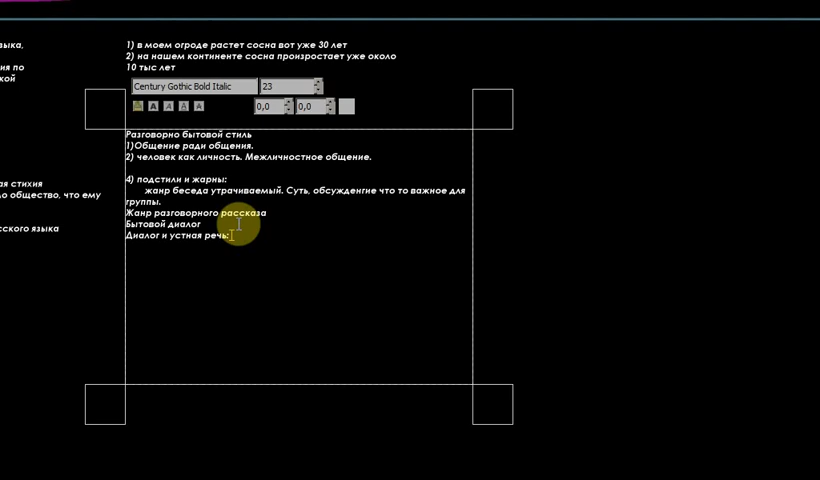 зыка,
ия по
кой
ая стихия
о общество, что ему
сского языка
1) в моем огроде растет сосна вот уже 30 лет
2) на нашем континенте сосна произростает уже около
10 тыс лет
Century Gothic Bold Italic 23
0,0 0,0
Разговорно бытовой стиль
1)Общение ради общения.
2) человек как личность. Межличностное общение.
4) подстили и жарны:
жанр беседа утрачиваемый. Суть, обсужденгие что то важное для
группы.
Жанр разговорного рассказа
Бытовой диалог
Диалог и устная речь: